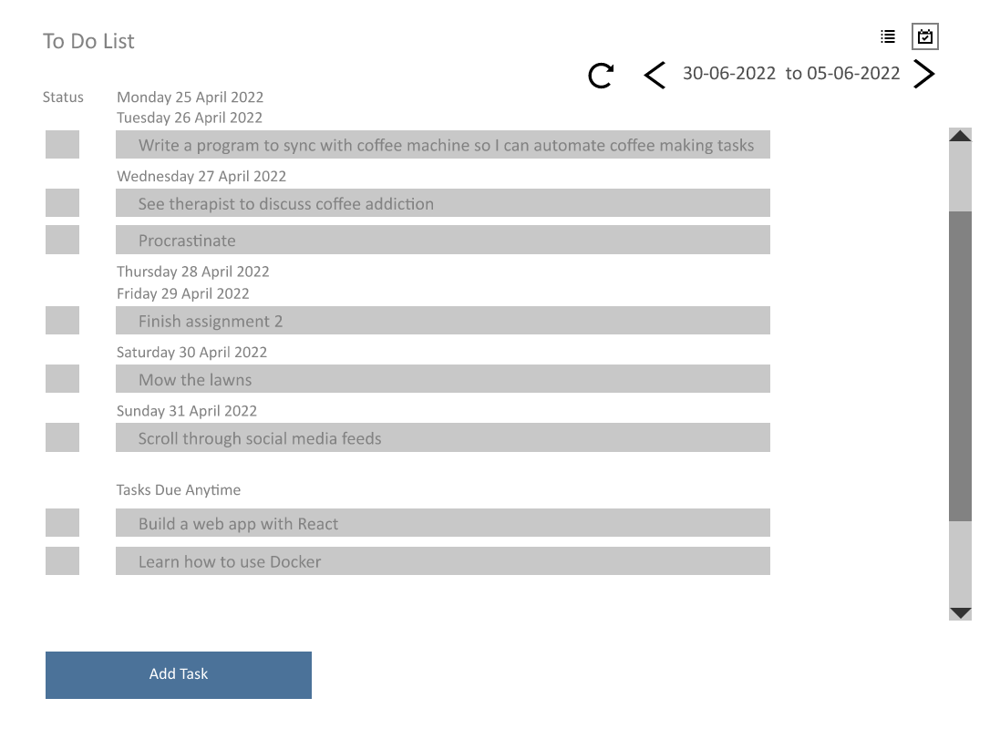 To Do List
30-06-2022 to 05-06-2022
Status
Monday 25 April 2022
Tuesday 26 April 2022
Write a program to sync with coffee machine so I can automate coffee making tasks
Wednesday 27 April 2022
See therapist to discuss coffee addiction
Procrastinate
Thursday 28 April 2022
Friday 29 April 2022
Finish assignment 2
Saturday 30 April 2022
Mow the lawns
Sunday 31 April 2022
Scroll through social media feeds
Tasks Due Anytime
Build a web app with React
Learn how to use Docker
Add Task